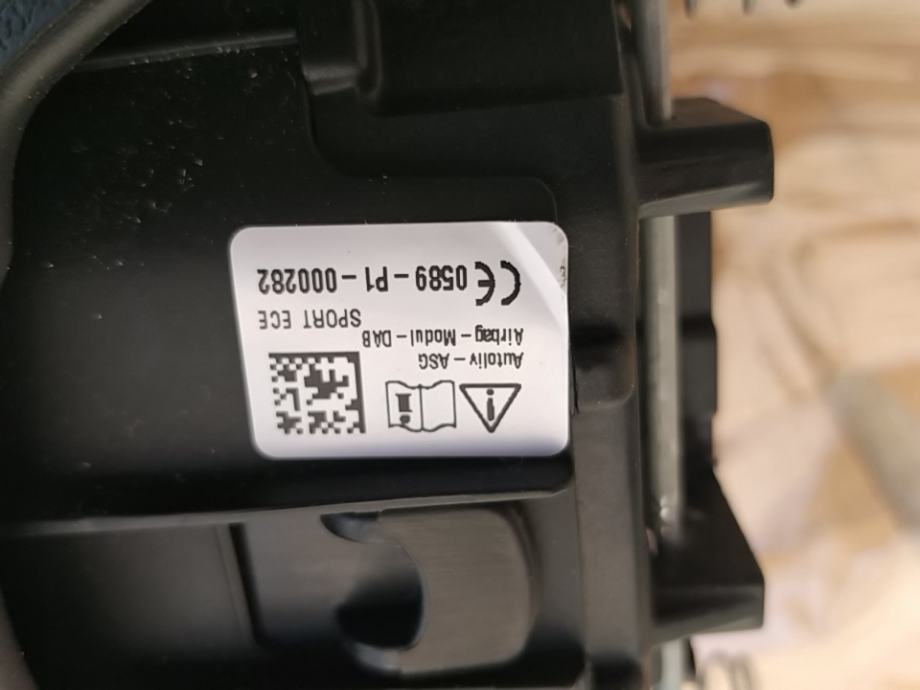 Autoliv - ASG
Airbag - Modul - DAB
SPORT ECE
CE 0589 - P1 - 000282